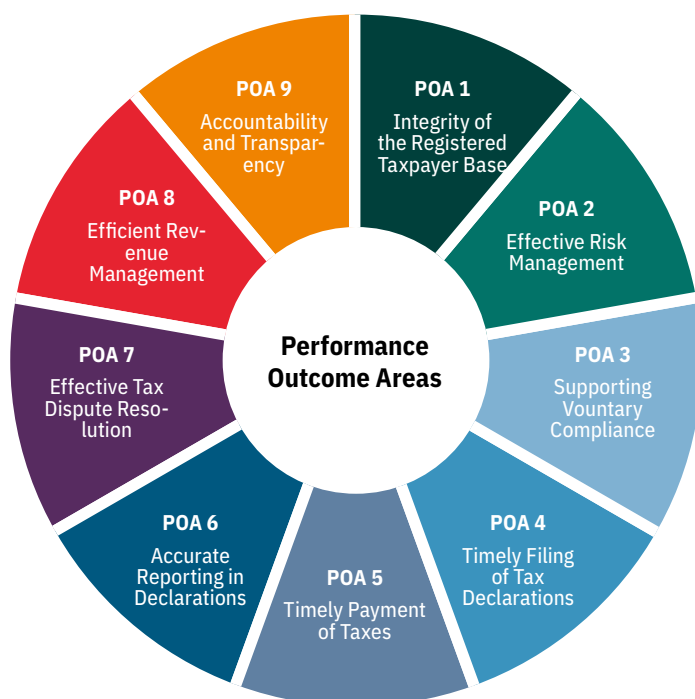 POA 1
Integrity of
the Registered
Taxpayer Base
POA 2
Effective Risk
Management
POA 3
Supporting
Vountary
Compliance
POA 4
Timely Filing
of Tax
Declarations
POA 5
Timely Payment
of Taxes
POA 6
Accurate
Reporting in
Declarations
POA 7
Effective Tax
Dispute Reso-
lution
POA 8
Efficient Rev-
enue
Management
POA 9
Accountability
and Transpar-
ency
Performance
Outcome Areas